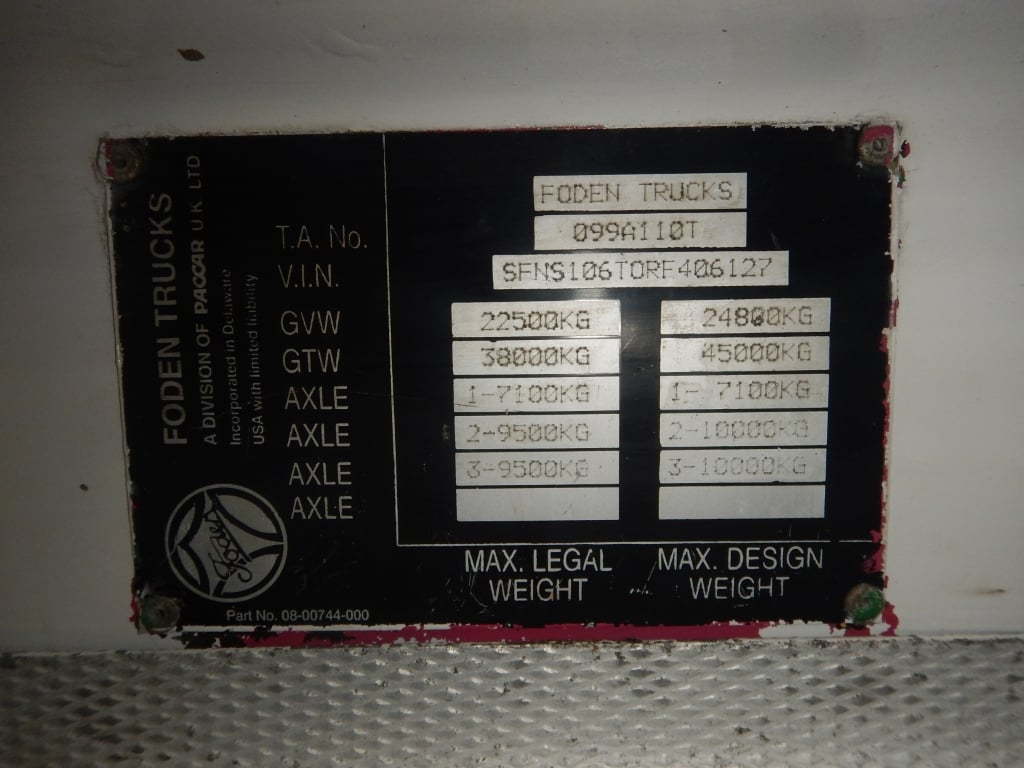 FODEN TRUCKS
A DIVISION OF PACCAR U K LTD
Incorporated in Delaware
USA with limited liability
FODEN TRUCKS
T.A. No. 099A110T
V.I.N. SFNS106TORF406127
GVW 22500KG 24800KG
GTW 38000KG 45000KG
AXLE 1-7100KG 1- 7100KG
AXLE 2-9500KG 2-10000KG
AXLE 3-9500KG 3-10000KG
AXLE
MAX. LEGAL WEIGHT
MAX. DESIGN WEIGHT
Foden
Part No. 08-00744-000